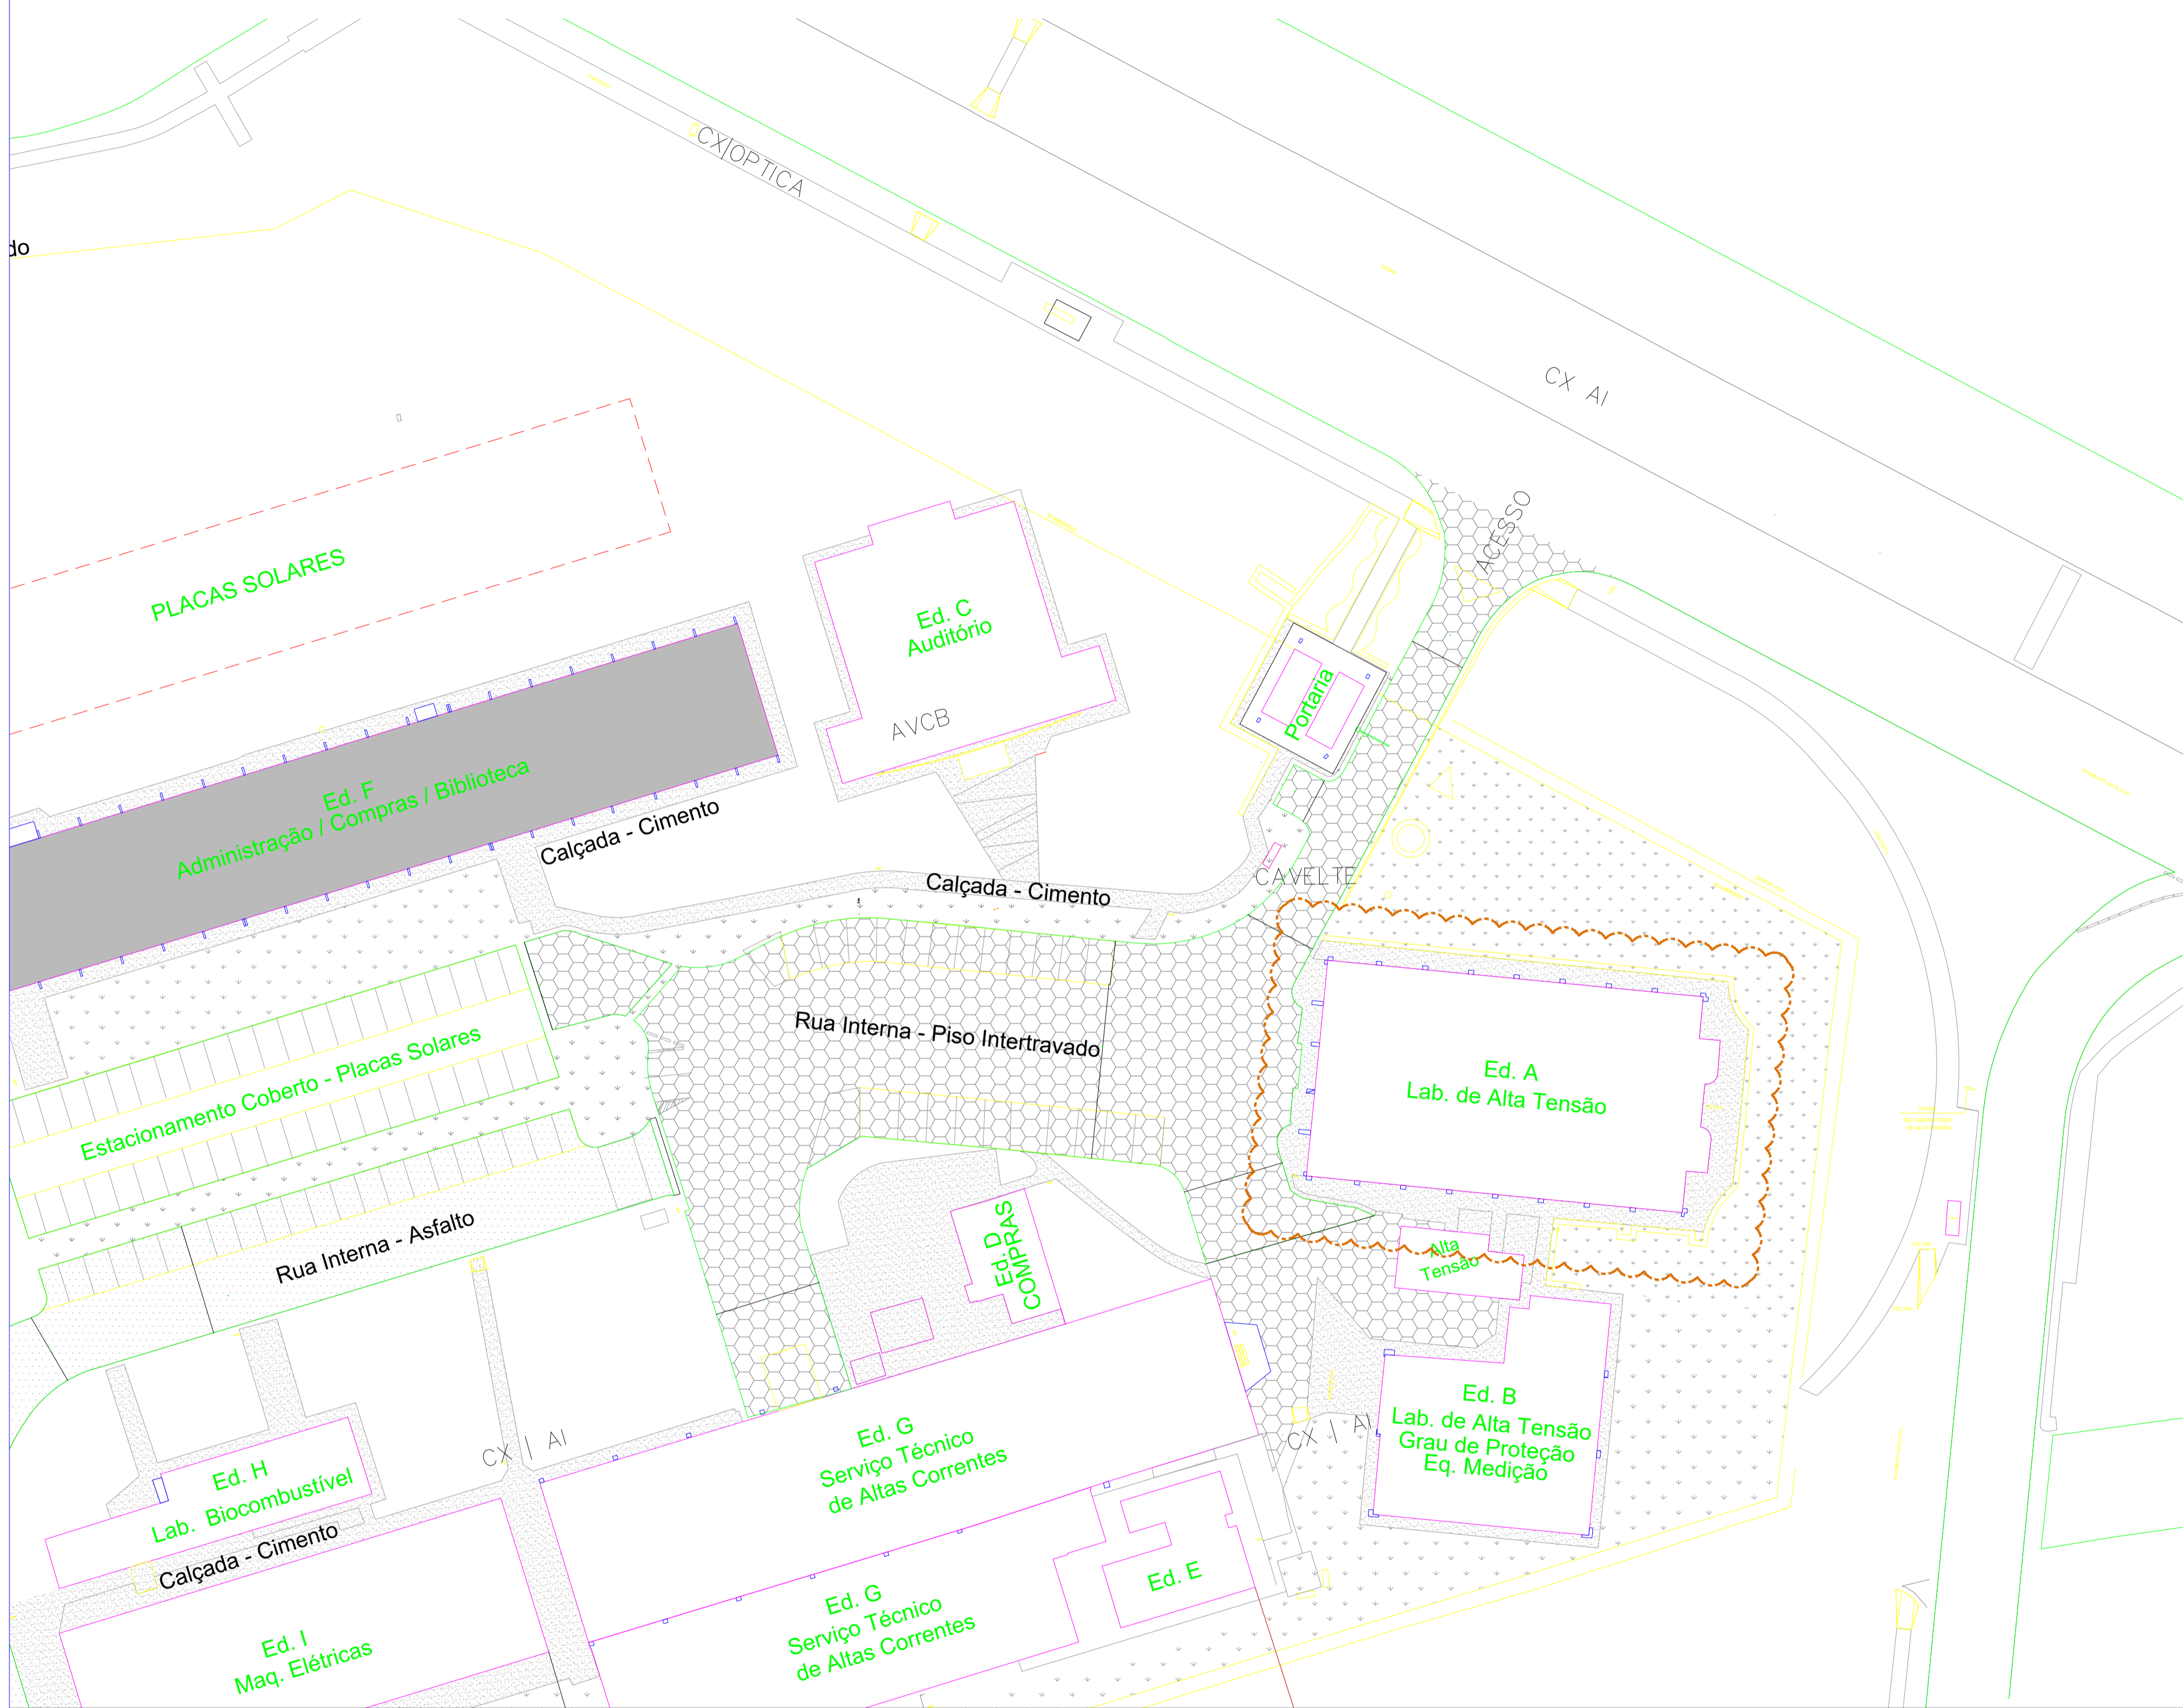 CX/OPTICA
do
CX AI
ACESSO
PLACAS SOLARES
Ed. C
Auditório
Portaria
AVCB
Ed. F
Administração / Compras / Biblioteca
Calçada - Cimento
Calçada - Cimento
CAVELTE
Rua Interna - Piso Intertravado
Estacionamento Coberto - Placas Solares
Ed. A
Lab. de Alta Tensão
Rua Interna - Asfalto
Ed. D
COMPRAS
Alta
Tensão
Ed. B
Lab. de Alta Tensão
Grau de Proteção
Eq. Medição
CX | AI
CX | AI
Ed. G
Serviço Técnico
de Altas Correntes
Ed. H
Lab. Biocombustível
Calçada - Cimento
Ed. E
Ed. G
Serviço Técnico
de Altas Correntes
Ed. I
Maq. Elétricas